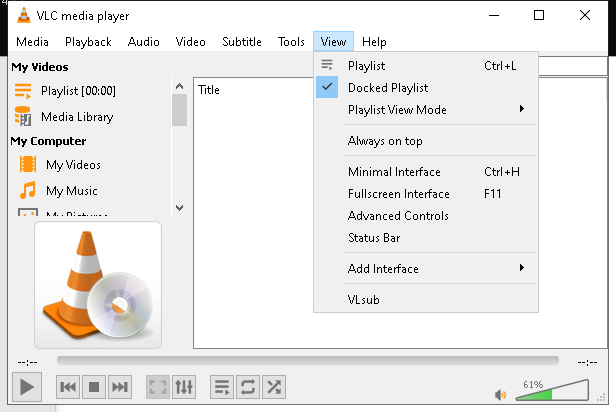 VLC media player
Media Playback Audio Video Subtitle Tools View Help
My Videos
Playlist [00:00]
Media Library
My Computer
My Videos
My Music
My Pictures
Title
Playlist Ctrl+L
Docked Playlist
Playlist View Mode
Always on top
Minimal Interface Ctrl+H
Fullscreen Interface F11
Advanced Controls
Status Bar
Add Interface
VLsub
--:-- --:--
61%